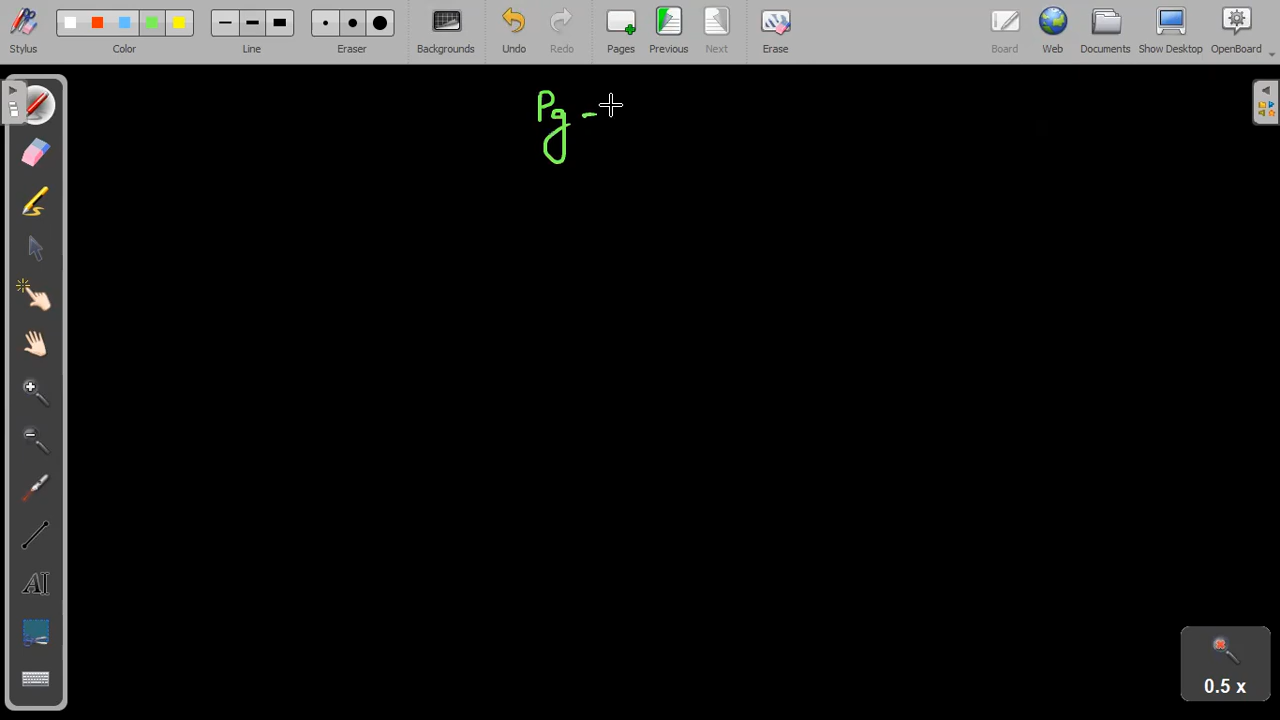 Stylus Color Line Eraser Backgrounds Undo Redo Pages Previous Next Erase Board Web Documents Show Desktop OpenBoard
Pg -
AI
0.5 x